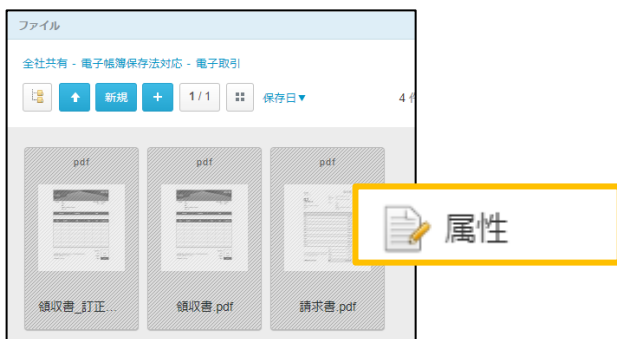 ファイル
全社共有 - 電子帳簿保存法対応 - 電子取引
新規 + 1 / 1 保存日▼ 4 件
pdf pdf pdf
属性
領収書_訂正... 領収書.pdf 請求書.pdf